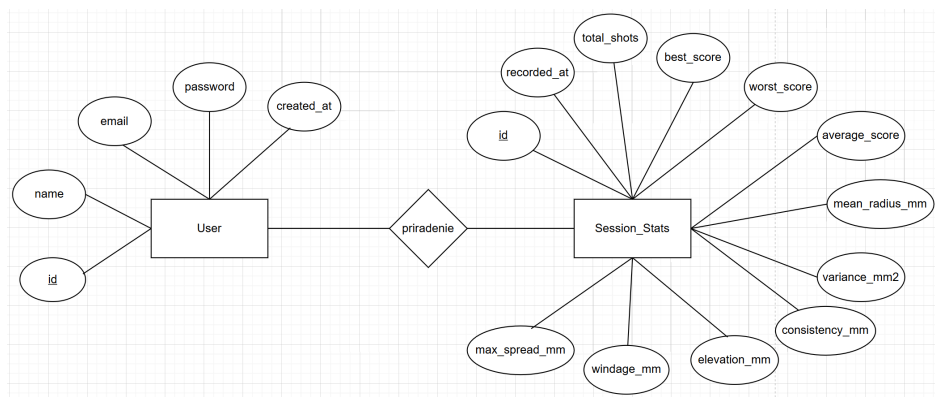 total_shots
best_score
recorded_at
password
worst_score
created_at
email
id
average_score
name
mean_radius_mm
User
priradenie
Session_Stats
id
variance_mm2
consistency_mm
max_spread_mm
elevation_mm
windage_mm